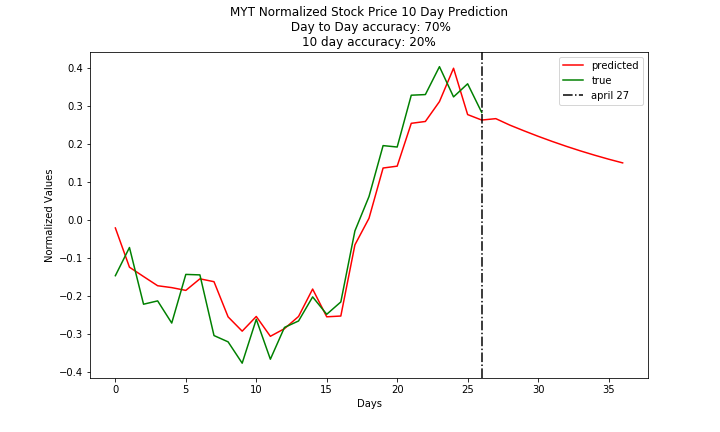 MYT Normalized Stock Price 10 Day Prediction
Day to Day accuracy: 70%
10 day accuracy: 20%
predicted
true
april 27
0.4
0.3
0.2
0.1
0.0
−0.1
−0.2
−0.3
−0.4
Normalized Values
0 5 10 15 20 25 30 35
Days